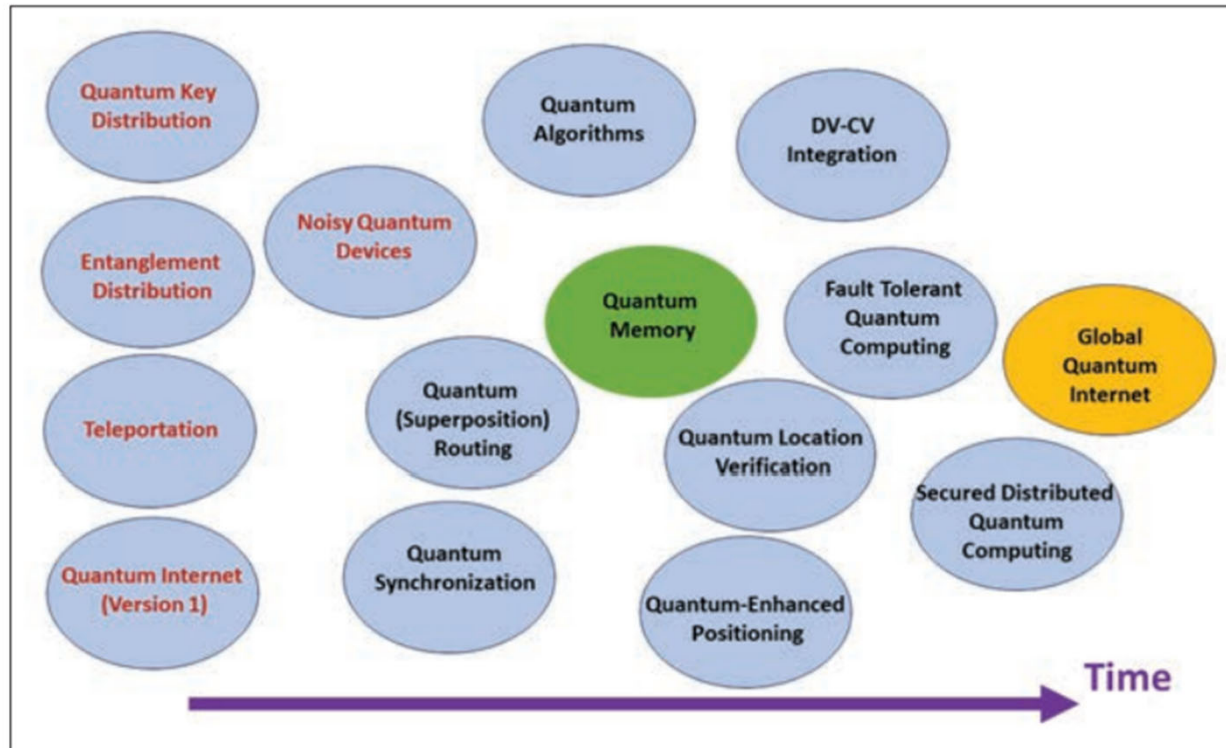 Quantum Key
Distribution
Entanglement
Distribution
Teleportation
Quantum Internet
(Version 1)
Noisy Quantum
Devices
Quantum
(Superposition)
Routing
Quantum
Synchronization
Quantum
Algorithms
Quantum
Memory
Quantum Location
Verification
Quantum-Enhanced
Positioning
DV-CV
Integration
Fault Tolerant
Quantum
Computing
Secured Distributed
Quantum
Computing
Global
Quantum
Internet
Time